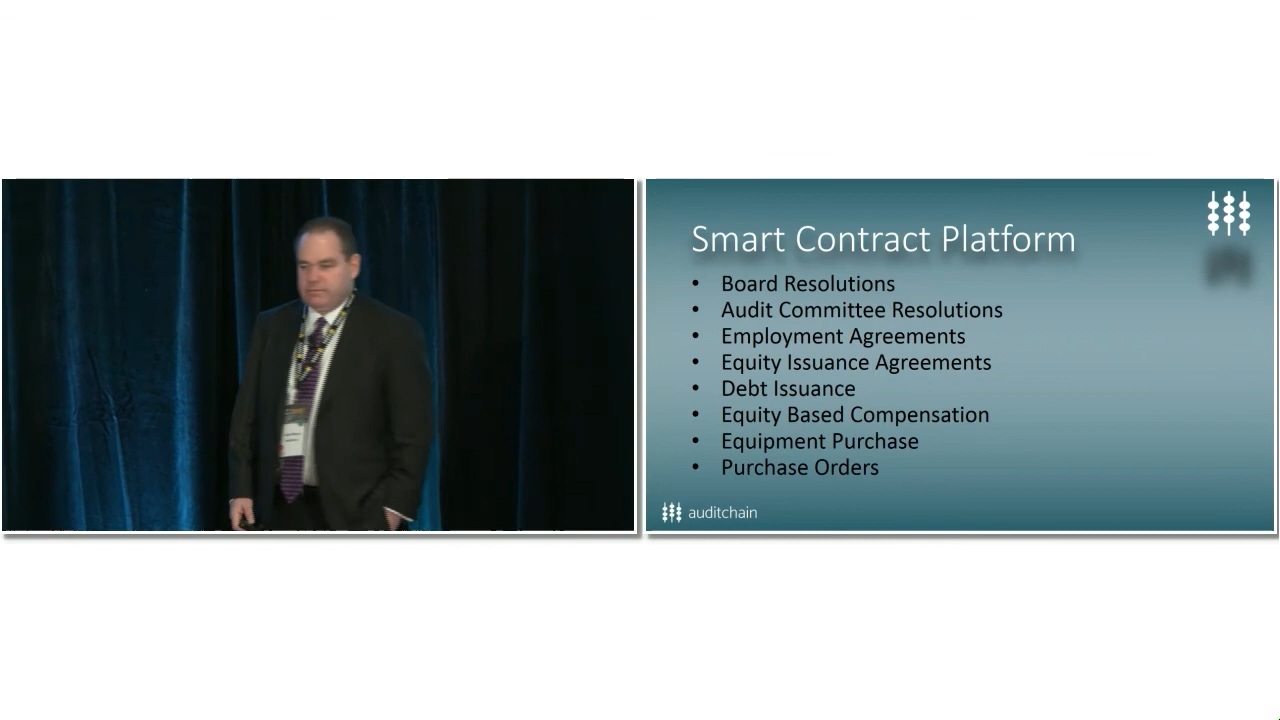 Smart Contract Platform
• Board Resolutions
• Audit Committee Resolutions
• Employment Agreements
• Equity Issuance Agreements
• Debt Issuance
• Equity Based Compensation
• Equipment Purchase
• Purchase Orders
auditchain